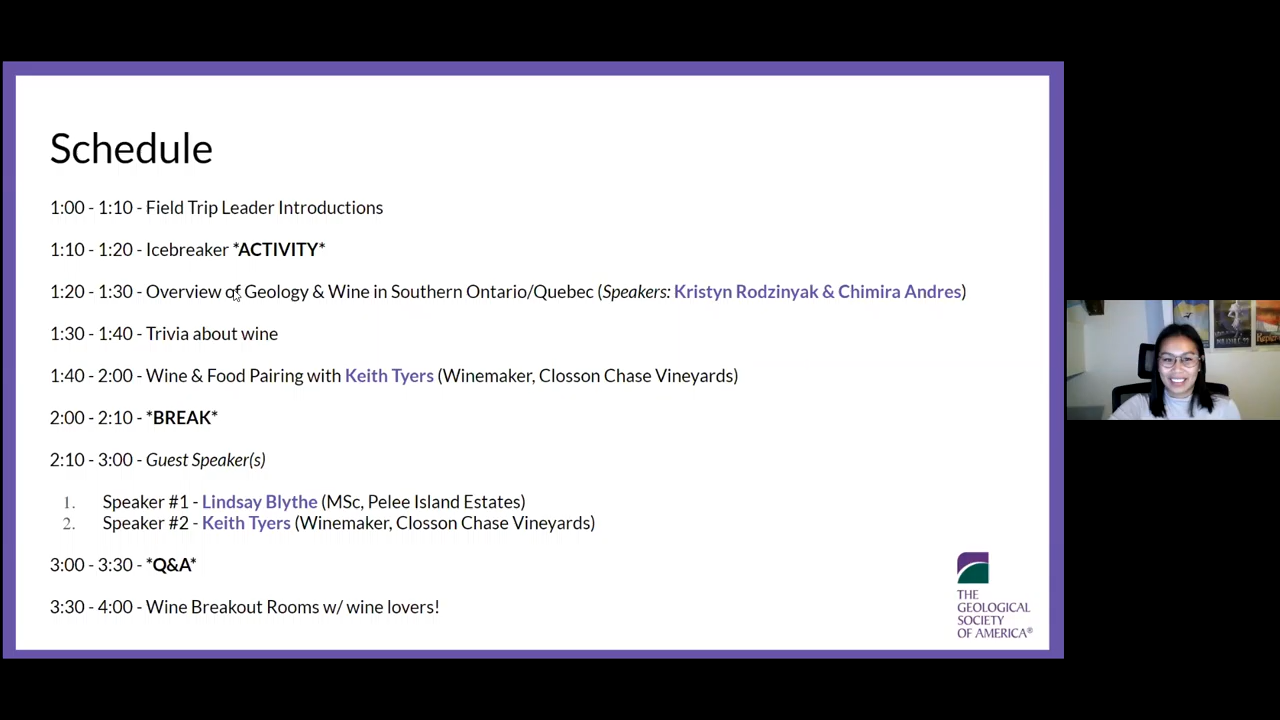 Schedule
1:00 - 1:10 - Field Trip Leader Introductions
1:10 - 1:20 - Icebreaker *ACTIVITY*
1:20 - 1:30 - Overview of Geology & Wine in Southern Ontario/Quebec (Speakers: Kristyn Rodzinyak & Chimira Andres)
1:30 - 1:40 - Trivia about wine
1:40 - 2:00 - Wine & Food Pairing with Keith Tyers (Winemaker, Closson Chase Vineyards)
2:00 - 2:10 - *BREAK*
2:10 - 3:00 - Guest Speaker(s)
1. Speaker #1 - Lindsay Blythe (MSc, Pelee Island Estates)
2. Speaker #2 - Keith Tyers (Winemaker, Closson Chase Vineyards)
3:00 - 3:30 - *Q&A*
3:30 - 4:00 - Wine Breakout Rooms w/ wine lovers!
THE
GEOLOGICAL
SOCIETY
OF AMERICA®